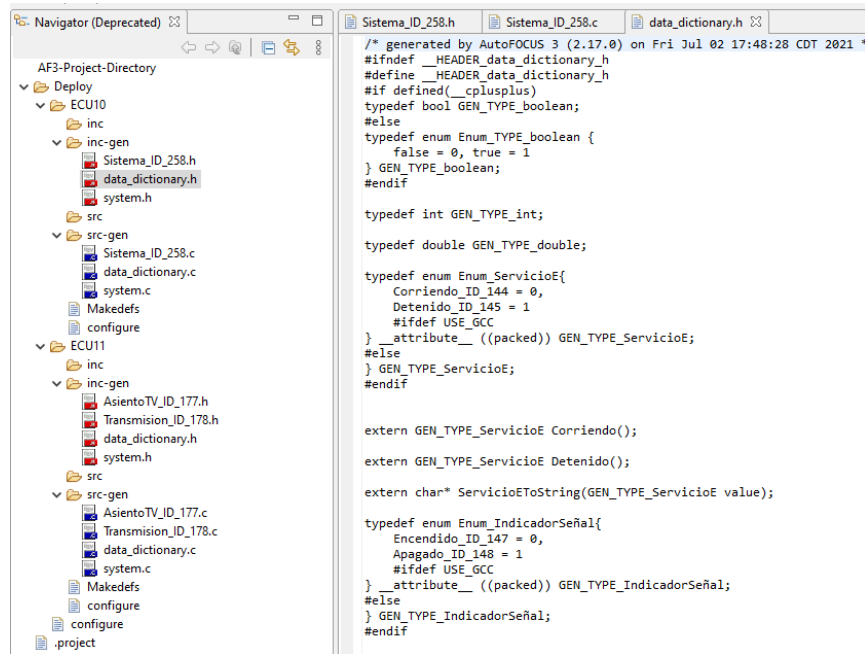 Navigator (Deprecated)
AF3-Project-Directory
Deploy
ECU10
inc
inc-gen
Sistema_ID_258.h
data_dictionary.h
system.h
src
src-gen
Sistema_ID_258.c
data_dictionary.c
system.c
Makedefs
configure
ECU11
inc
inc-gen
AsientoTV_ID_177.h
Transmision_ID_178.h
data_dictionary.h
system.h
src
src-gen
AsientoTV_ID_177.c
Transmision_ID_178.c
data_dictionary.c
system.c
Makedefs
configure
configure
.project
Sistema_ID_258.h
Sistema_ID_258.c
data_dictionary.h
/* generated by AutoFOCUS 3 (2.17.0) on Fri Jul 02 17:48:28 CDT 2021 *
#ifndef __HEADER_data_dictionary_h
#define __HEADER_data_dictionary_h
#if defined(__cplusplus)
typedef bool GEN_TYPE_boolean;
#else
typedef enum Enum_TYPE_boolean {
false = 0, true = 1
} GEN_TYPE_boolean;
#endif
typedef int GEN_TYPE_int;
typedef double GEN_TYPE_double;
typedef enum Enum_ServicioE{
Corriendo_ID_144 = 0,
Detenido_ID_145 = 1
#ifdef USE_GCC
} __attribute__ ((packed)) GEN_TYPE_ServicioE;
#else
} GEN_TYPE_ServicioE;
#endif
extern GEN_TYPE_ServicioE Corriendo();
extern GEN_TYPE_ServicioE Detenido();
extern char* ServicioEToString(GEN_TYPE_ServicioE value);
typedef enum Enum_IndicadorSeñal{
Encendido_ID_147 = 0,
Apagado_ID_148 = 1
#ifdef USE_GCC
} __attribute__ ((packed)) GEN_TYPE_IndicadorSeñal;
#else
} GEN_TYPE_IndicadorSeñal;
#endif